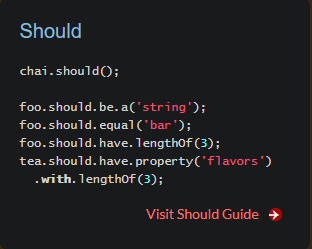 Should
chai.should();
foo.should.be.a('string');
foo.should.equal('bar');
foo.should.have.lengthOf(3);
tea.should.have.property('flavors')
.with.lengthOf(3);
Visit Should Guide